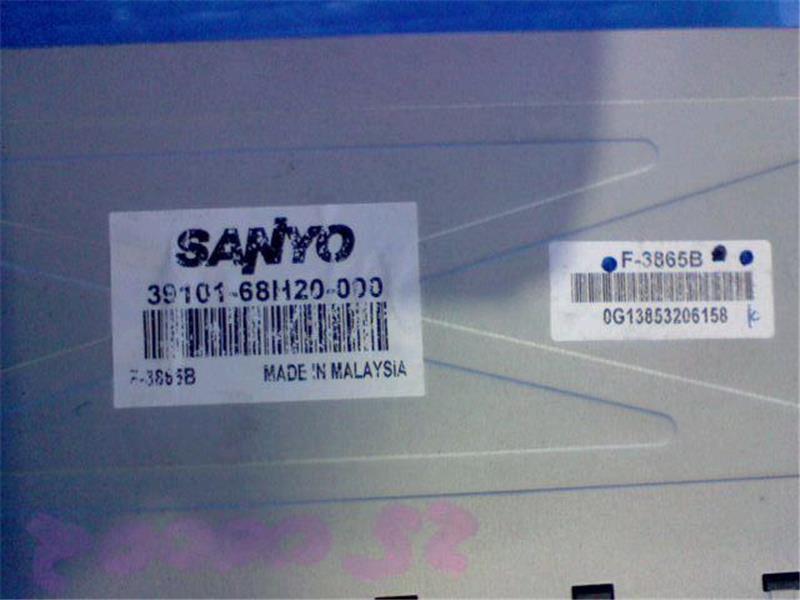 SANYO
39101-68H20-000
F-3865B MADE IN MALAYSiA
F-3865B
0G13853206158